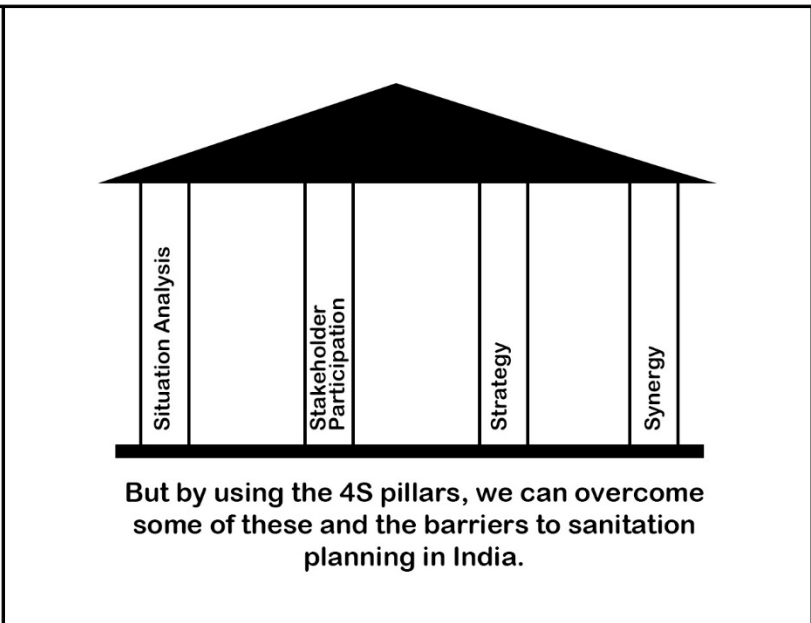 Situation Analysis
Stakeholder
Participation
Strategy
Synergy
But by using the 4S pillars, we can overcome
some of these and the barriers to sanitation
planning in India.